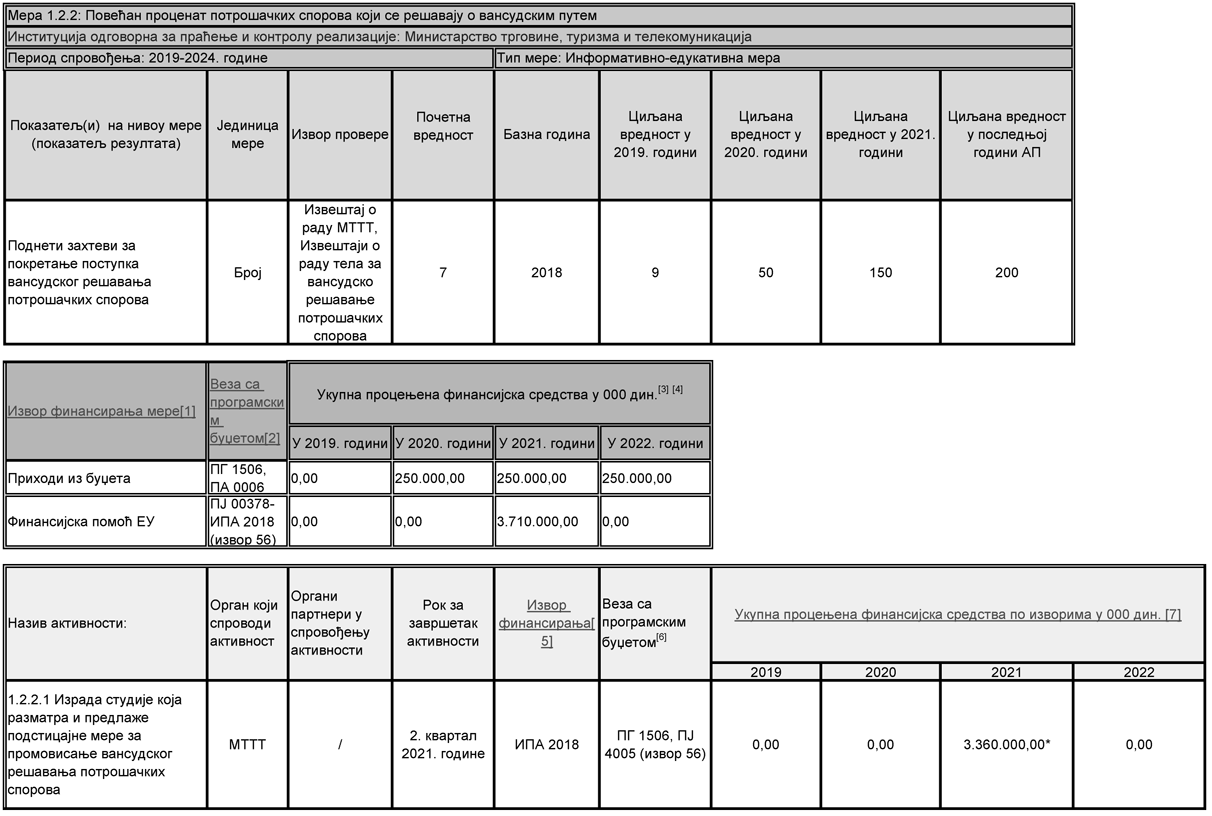 Мера 1.2.2: Повећан проценат потрошачких спорова који се решавају о вансудским путем
Институција одговорна за праћење и контролу реализације: Министарство трговине, туризма и телекомуникација
Период спровођења: 2019-2024. године
Тип мере: Информативно-едукативна мера
Показатељ(и) на нивоу мере
(показатељ резултата)
Јединица
мере
Извор провере
Почетна
вредност
Базна година
Циљана
вредност у
2019. години
Циљана
вредност у
2020. години
Циљана
вредност у 2021.
години
Циљана вредност
у последњој
години АП
Поднети захтеви за
покретање поступка
вансудског решавања
потрошачких спорова
Број
Извештај о
раду МТТТ,
Извештаји о
раду тела за
вансудско
решавање
потрошачких
спорова
7
2018
9
50
150
200
Извор финансирања мере[1]
Веза са
програмски
м
буџетом[2]
Укупна процењена финансијска средства у 000 дин.[3] [4]
У 2019. години
У 2020. години
У 2021. години
У 2022. години
Приходи из буџета
ПГ 1506,
ПА 0006
0,00
250.000,00
250.000,00
250.000,00
Финансијска помоћ ЕУ
ПЈ 00378-
ИПА 2018
(извор 56)
0,00
0,00
3.710.000,00
0,00
Назив активности:
Орган који
спроводи
активност
Органи
партнери у
спровођењу
активности
Рок за
завршетак
активности
Извор
финансирања[
5]
Веза са
програмским
буџетом[6]
Укупна процењена финансијска средства по изворима у 000 дин. [7]
2019
2020
2021
2022
1.2.2.1 Израда студије која
разматра и предлаже
подстицајне мере за
промовисање вансудског
решавања потрошачких
спорова
МТТТ
/
2. квартал
2021. године
ИПА 2018
ПГ 1506, ПЈ
4005 (извор 56)
0,00
0,00
3.360.000,00*
0,00